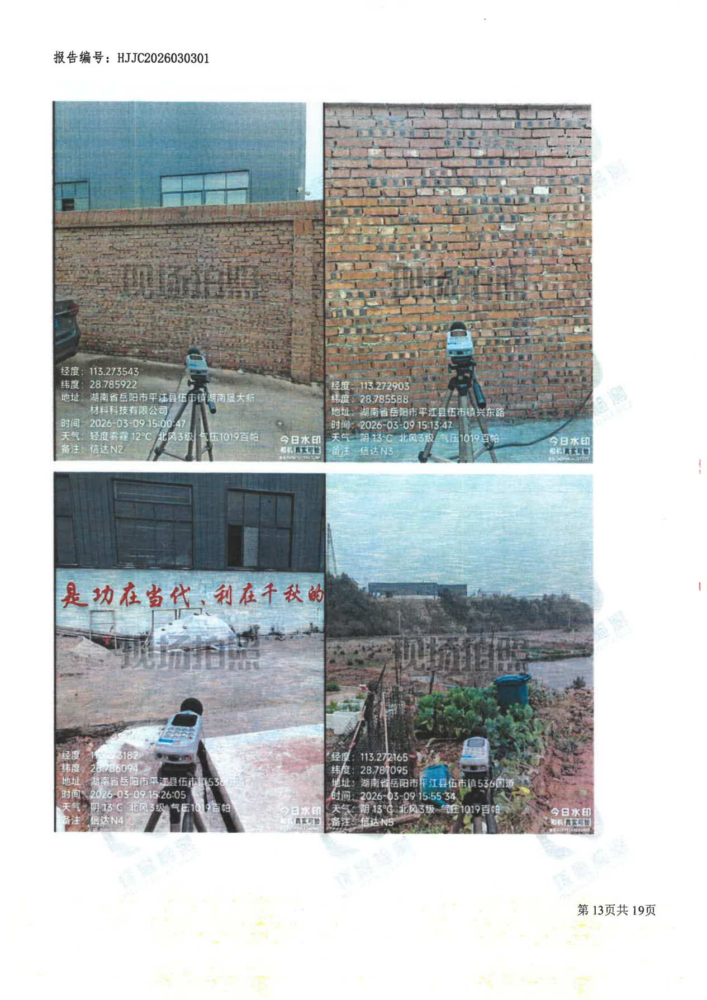 报告编号：HJJC2026030301
现场拍照
经度：113.273543
纬度：28.785922
地址：湖南省岳阳市平江县伍市镇湖南晟大新
材料科技有限公司
时间：2026-03-09 15:00:47
天气：轻度雾霾 12℃ 北风3级 气压1019百帕
备注：信达N2
今日水印
相机 真实可验
现场拍照
经度：113.272903
纬度：28.785588
地址：湖南省岳阳市平江县伍市镇兴东路
时间：2026-03-09 15:13:47
天气：阴 13℃ 北风3级 气压1019百帕
备注：信达N3
今日水印
相机 真实可验
是功在当代、利在千秋的
现场拍照
经度：3182
纬度：28.786094
地址：湖南省岳阳市平江县伍市镇536国道
时间：2026-03-09 15:26:05
天气：阴 13℃ 北风3级 气压1019百帕
备注：信达N4
今日水印
相机 真实可验
现场拍照
经度：113.272165
纬度：28.787095
地址：湖南省岳阳市平江县伍市镇536国道
时间：2026-03-09 15:55:34
天气：阴 13℃ 北风3级 气压1019百帕
备注：信达N5
今日水印
相机 真实可验
第 13页共 19页